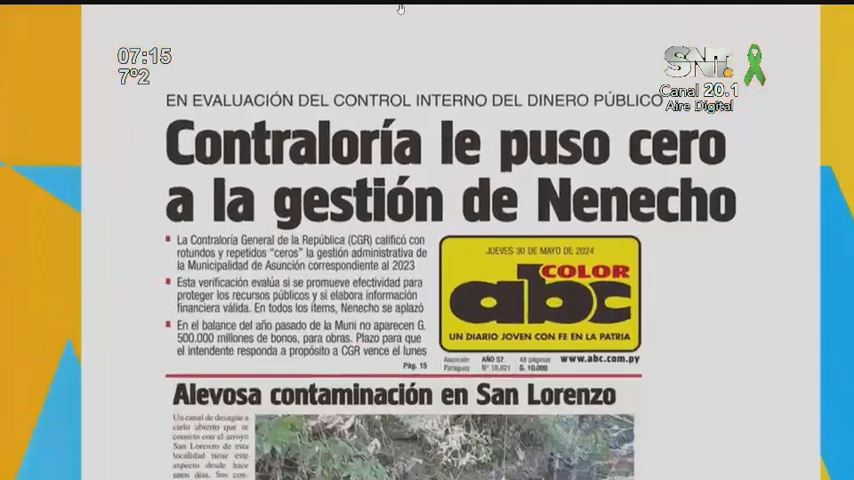 07:15
7º2
SNT.
Canal 20.1
Aire Digital
EN EVALUACIÓN DEL CONTROL INTERNO DEL DINERO PÚBLICO
Contraloría le puso cero
a la gestión de Nenecho
La Contraloría General de la República (CGR) calificó con
rotundos y repetidos “ceros” la gestión administrativa de
la Municipalidad de Asunción correspondiente al 2023
Esta verificación evalúa si se promueve efectividad para
proteger los recursos públicos y si elabora información
financiera válida. En todos los ítems, Nenecho se aplazó
En el balance del año pasado de la Muni no aparecen G.
500.000 millones de bonos, para obras. Plazo para que
el intendente responda a propósito a CGR vence el lunes
Pág. 15
JUEVES 30 DE MAYO DE 2024
abc COLOR
UN DIARIO JOVEN CON FE EN LA PATRIA
Asunción AÑO 57 48 páginas www.abc.com.py
Paraguay N° 18.821 G. 10.000
Alevosa contaminación en San Lorenzo
Un canal de desagüe a
cielo abierto que se
conecta con el arroyo
San Lorenzo de esta
localidad tiene este
aspecto desde hace
unos días. Sus con-